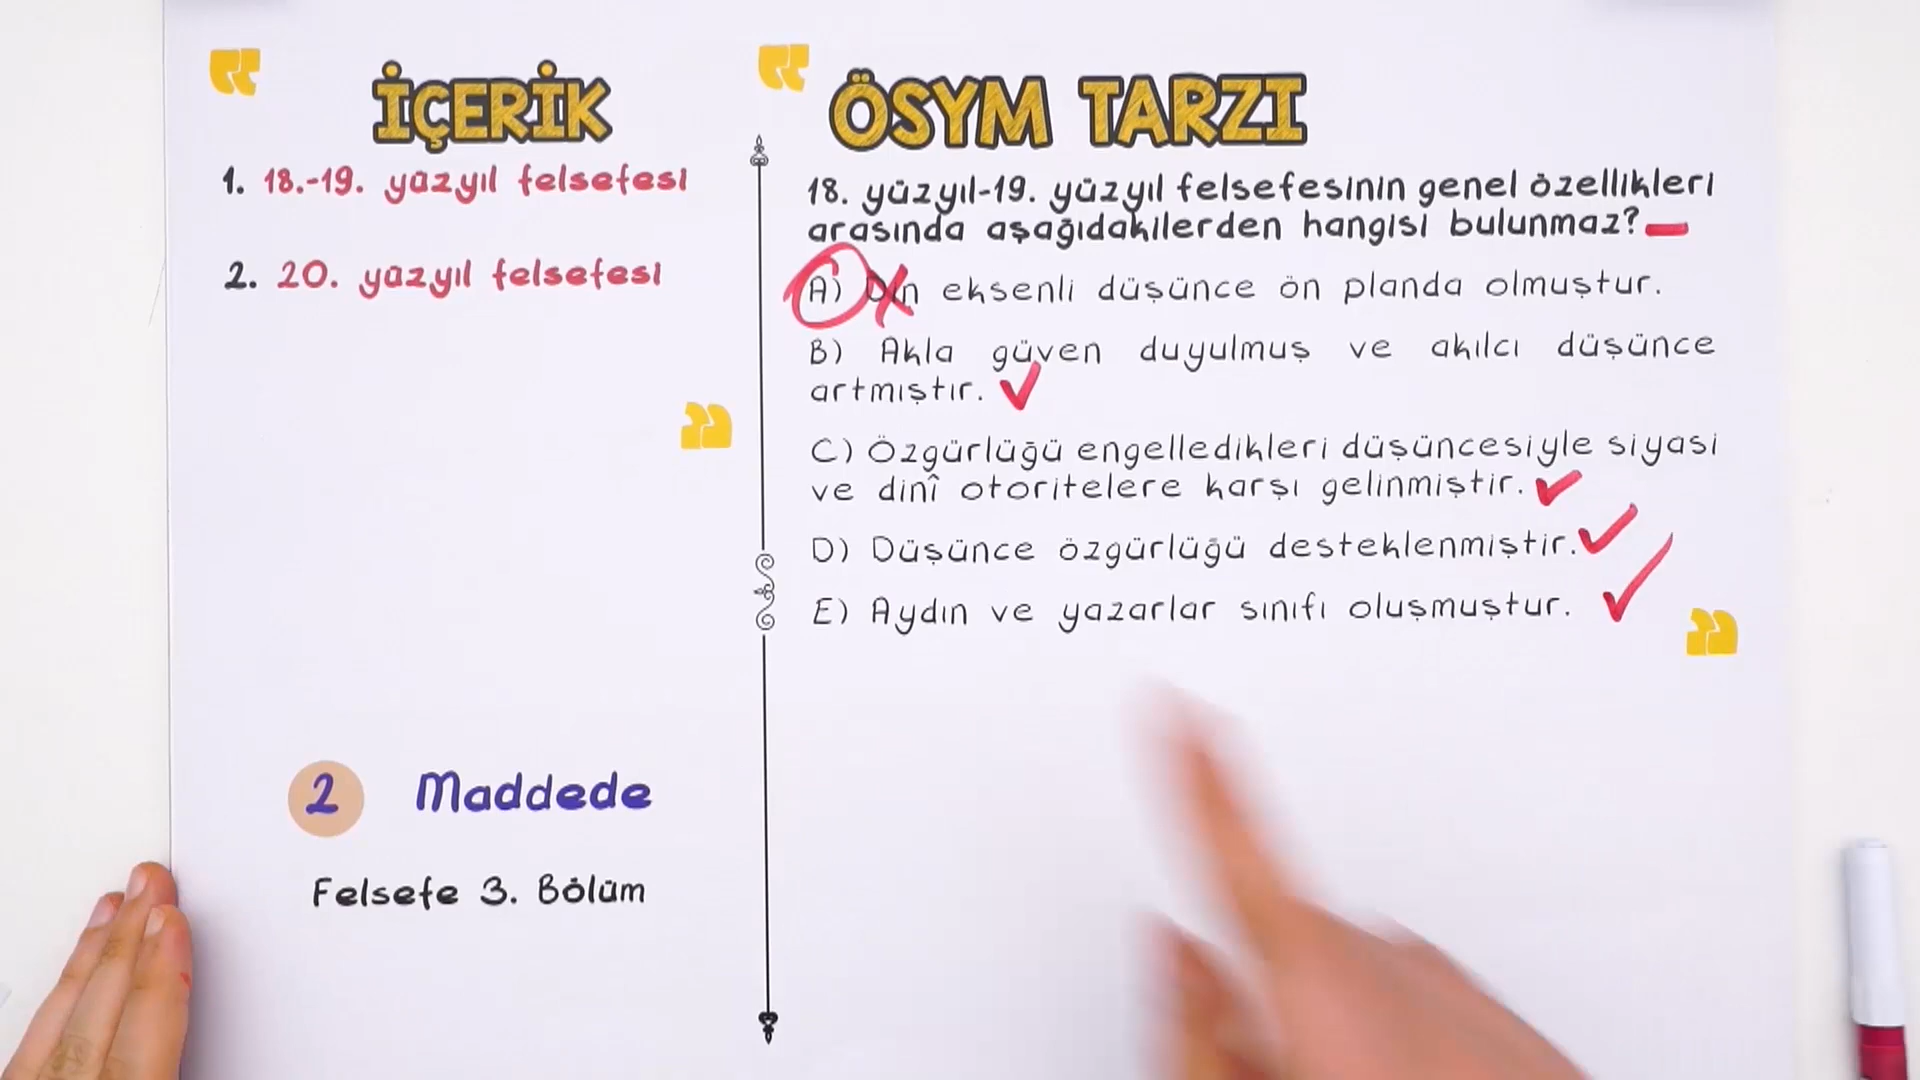 İÇERİK
1. 18.-19. yüzyıl felsefesi
2. 20. yüzyıl felsefesi
2 Maddede
Felsefe 3. Bölüm
ÖSYM TARZI
18. yüzyıl-19. yüzyıl felsefesinin genel özellikleri
arasında aşağıdakilerden hangisi bulunmaz?
A) Din eksenli düşünce ön planda olmuştur.
B) Akla güven duyulmuş ve akılcı düşünce
artmıştır.
C) Özgürlüğü engelledikleri düşüncesiyle siyasi
ve dinî otoritelere karşı gelinmiştir.
D) Düşünce özgürlüğü desteklenmiştir.
E) Aydın ve yazarlar sınıfı oluşmuştur.